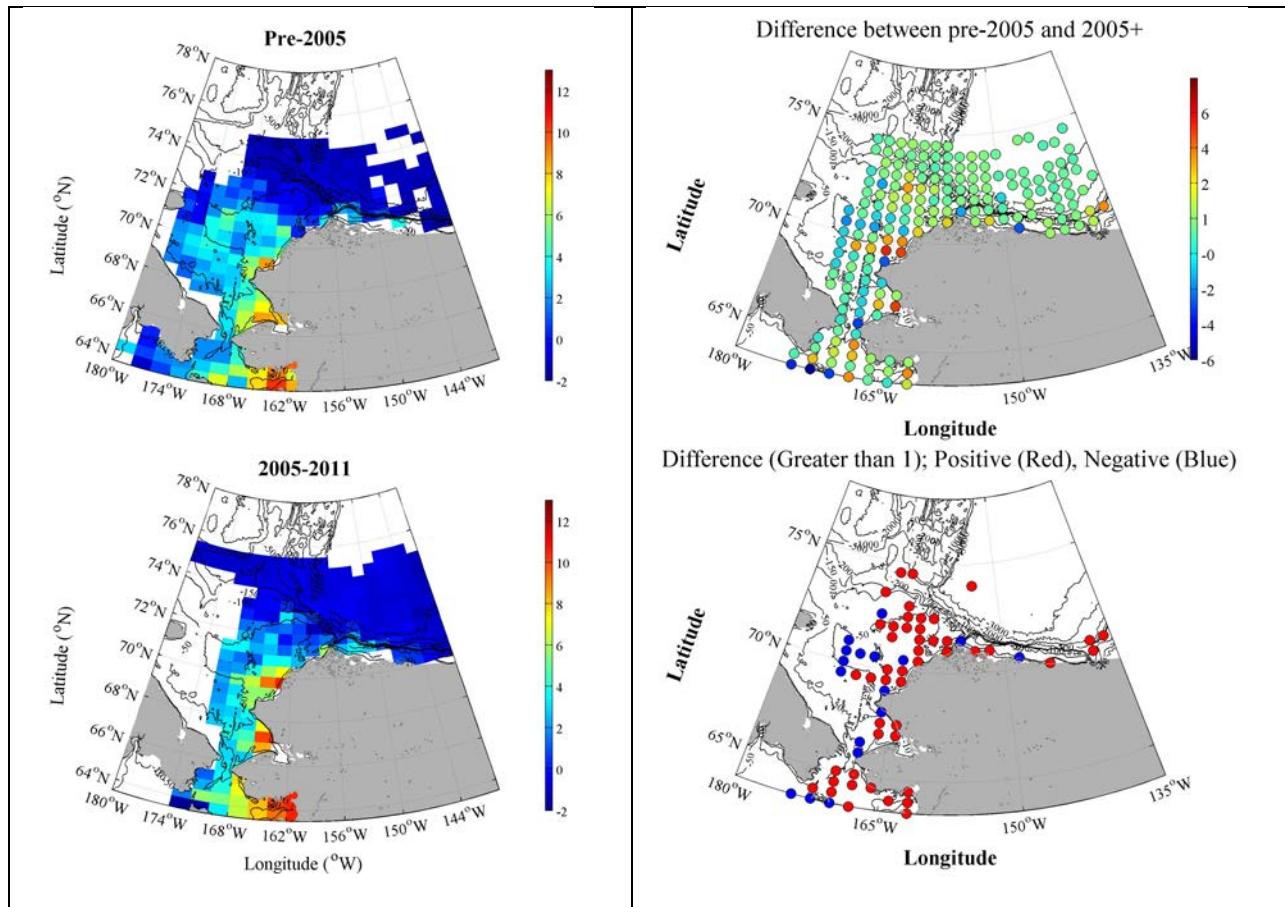 Pre-2005
78°N
76°N
74°N
72°N
70°N
68°N
66°N
64°N
Latitude (°N)
180°W
174°W
168°W
162°W
156°W
150°W
144°W
12
10
8
6
4
2
0
-2
2005-2011
78°N
76°N
74°N
72°N
70°N
68°N
66°N
64°N
Latitude (°N)
180°W
174°W
168°W
162°W
156°W
150°W
144°W
Longitude (°W)
12
10
8
6
4
2
0
-2
Difference between pre-2005 and 2005+
75°N
70°N
65°N
Latitude
180°W
165°W
150°W
135°W
Longitude
6
4
2
1
-0
-2
-4
-6
Difference (Greater than 1); Positive (Red), Negative (Blue)
75°N
70°N
65°N
Latitude
180°W
165°W
150°W
135°W
Longitude